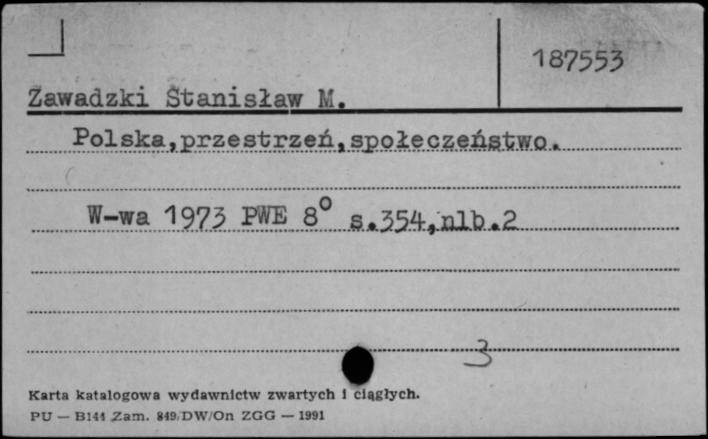 187553
Zawadzki Stanisław M.
Polska,przestrzeń,społeczeństwo.
W-wa 1973 PWE 8° s.354,nlb.2
3
Karta katalogowa wydawnictw zwartych i ciągłych.
PU — B144 Zam. 849/DW/On ZGG — 1991